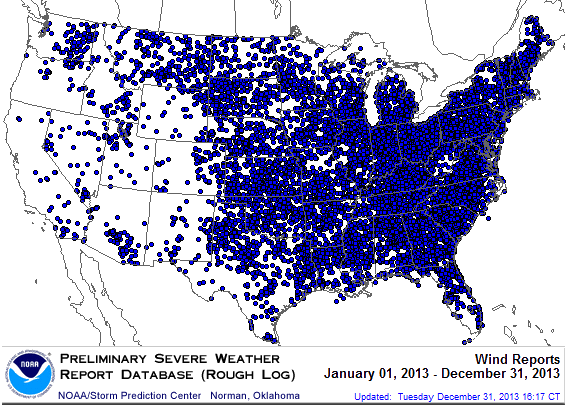 NOAA
PRELIMINARY SEVERE WEATHER
REPORT DATABASE (ROUGH LOG)
NOAA/Storm Prediction Center Norman, Oklahoma
Wind Reports
January 01, 2013 - December 31, 2013
Updated: Tuesday December 31, 2013 16:17 CT